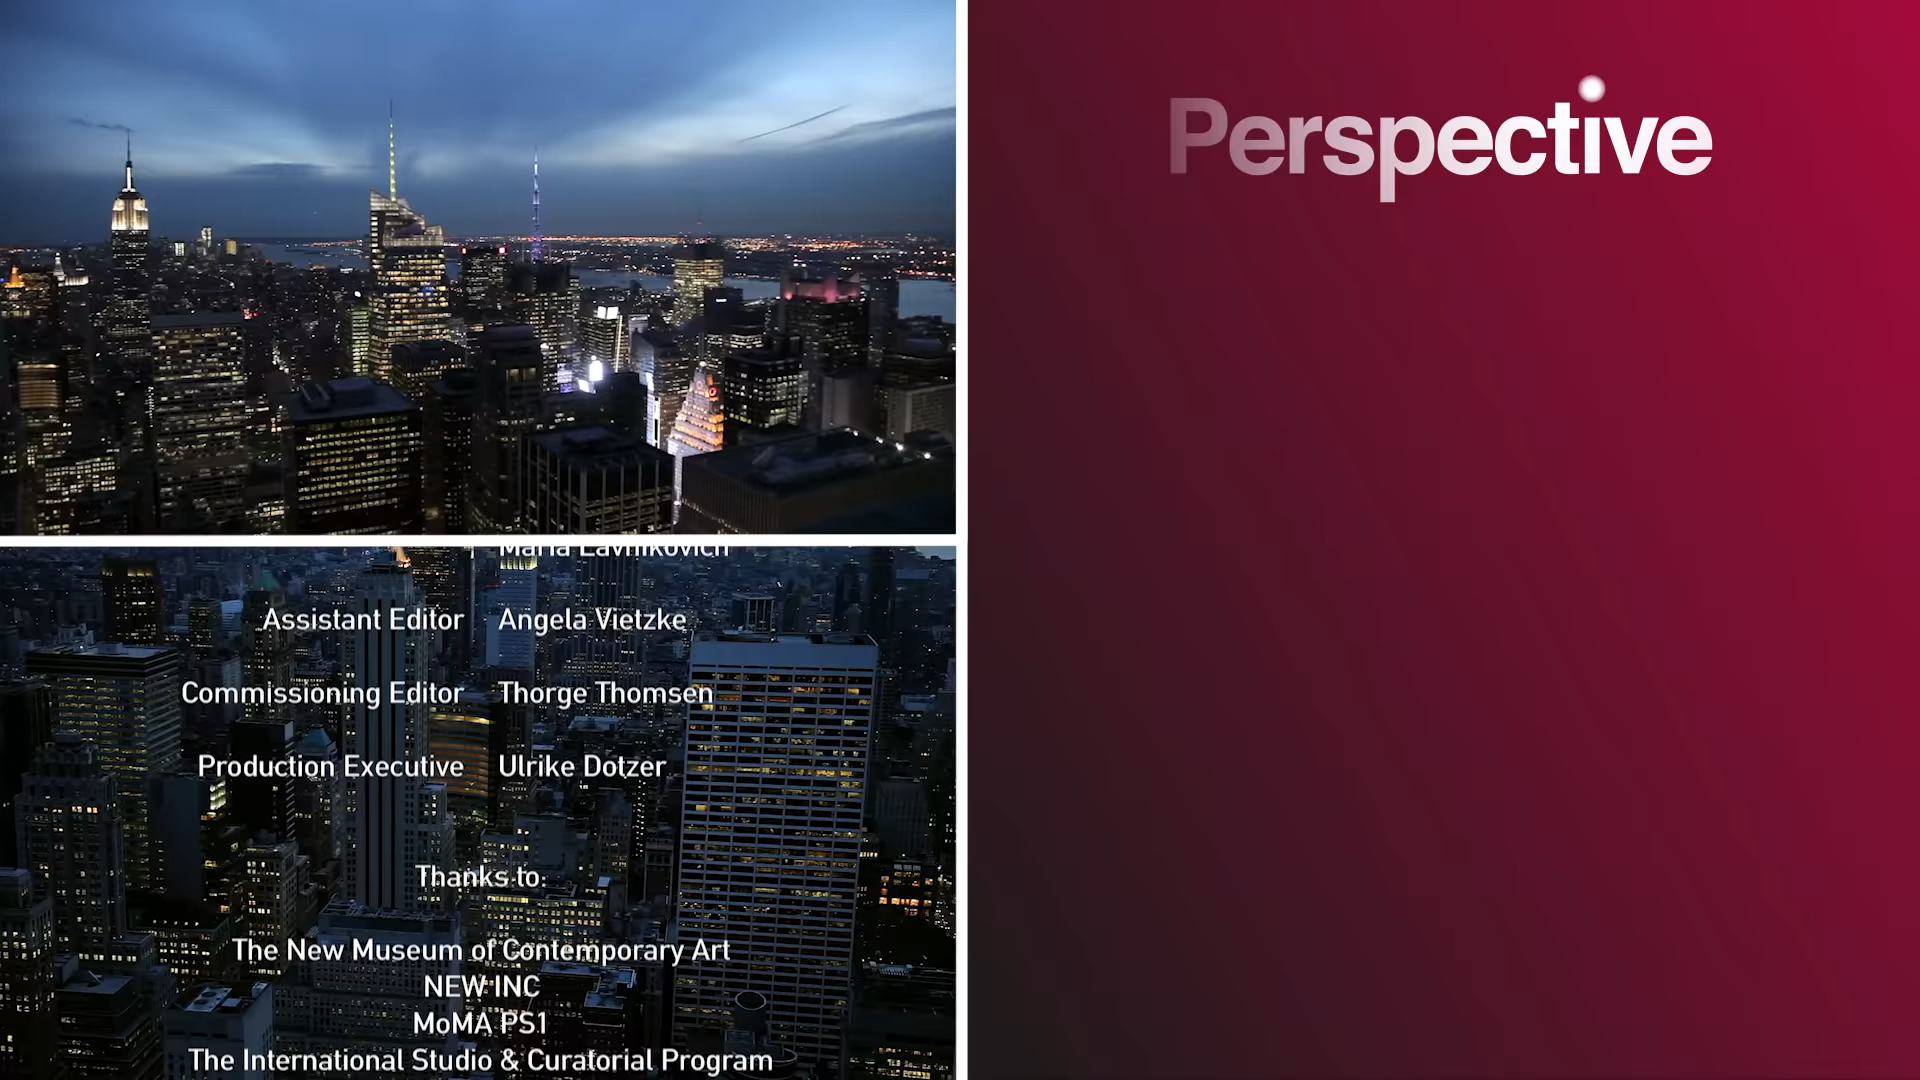 Perspective
Assistant Editor Angela Vietzke
Commissioning Editor Thorge Thomsen
Production Executive Ulrike Dotzer
Thanks to:
The New Museum of Contemporary Art
NEW INC
MoMA PS1
The International Studio & Curatorial Program